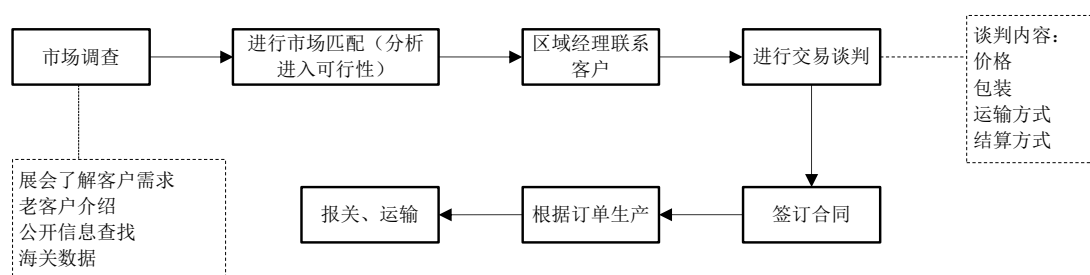 市场调查
进行市场匹配（分析
进入可行性）
区域经理联系
客户
进行交易谈判
谈判内容：
价格
包装
运输方式
结算方式
展会了解客户需求
老客户介绍
公开信息查找
海关数据
报关、运输
根据订单生产
签订合同